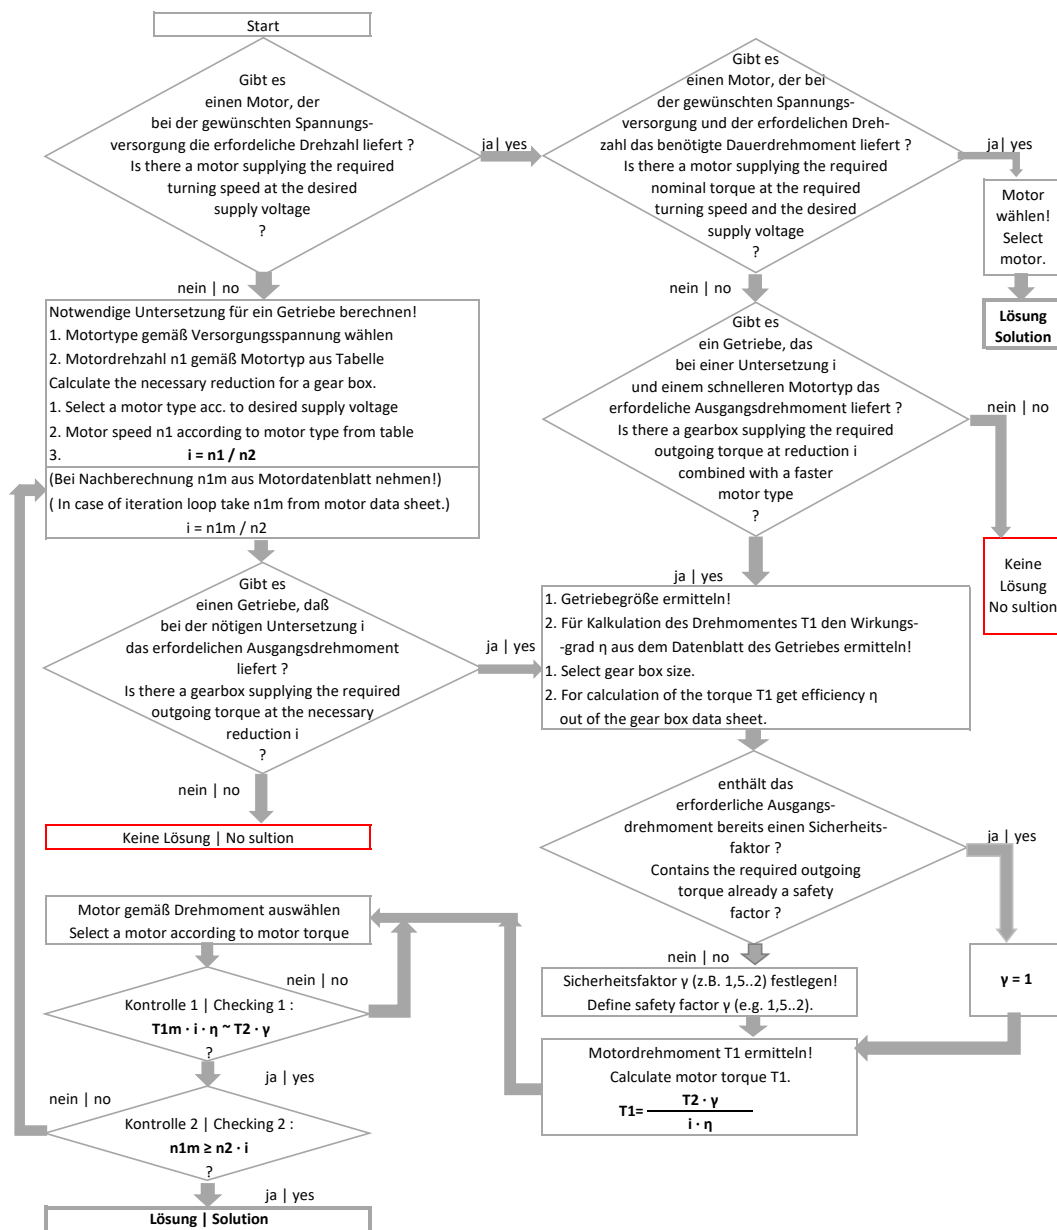 Start
Gibt es
einen Motor, der
bei der gewünschten Spannungs-
versorgung die erfordeliche Drehzahl liefert ?
Is there a motor supplying the required
turning speed at the desired
supply voltage
?
ja| yes
Gibt es
einen Motor, der bei
der gewünschten Spannungs-
versorgung und der erfordelichen Dreh-
zahl das benötigte Dauerdrehmoment liefert ?
Is there a motor supplying the required
nominal torque at the required
turning speed and the desired
supply voltage
?
ja| yes
Motor
wählen!
Select
motor.
Lösung
Solution
nein | no
Notwendige Untersetzung für ein Getriebe berechnen!
1. Motortype gemäß Versorgungsspannung wählen
2. Motordrehzahl n1 gemäß Motortyp aus Tabelle
Calculate the necessary reduction for a gear box.
1. Select a motor type acc. to desired supply voltage
2. Motor speed n1 according to motor type from table
3. i = n1 / n2
(Bei Nachberechnung n1m aus Motordatenblatt nehmen!)
( In case of iteration loop take n1m from motor data sheet.)
i = n1m / n2
nein | no
Gibt es
ein Getriebe, das
bei einer Untersetzung i
und einem schnelleren Motortyp das
erfordeliche Ausgangsdrehmoment liefert ?
Is there a gearbox supplying the required
outgoing torque at reduction i
combined with a faster
motor type
?
nein | no
Keine
Lösung
No sultion
ja | yes
Gibt es
einen Getriebe, daß
bei der nötigen Untersetzung i
das erfordelichen Ausgangsdrehmoment
liefert ?
Is there a gearbox supplying the required
outgoing torque at the necessary
reduction i
?
ja | yes
1. Getriebegröße ermitteln!
2. Für Kalkulation des Drehmomentes T1 den Wirkungs-
-grad η aus dem Datenblatt des Getriebes ermitteln!
1. Select gear box size.
2. For calculation of the torque T1 get efficiency η
out of the gear box data sheet.
nein | no
Keine Lösung | No sultion
enthält das
erforderliche Ausgangs-
drehmoment bereits einen Sicherheits-
faktor ?
Contains the required outgoing
torque already a safety
factor ?
ja | yes
γ = 1
nein | no
Sicherheitsfaktor γ (z.B. 1,5..2) festlegen!
Define safety factor γ (e.g. 1,5..2).
Motordrehmoment T1 ermitteln!
Calculate motor torque T1.
T2 · γ
T1=
i · η
Motor gemäß Drehmoment auswählen
Select a motor according to motor torque
nein | no
Kontrolle 1 | Checking 1 :
T1m · i · η ~ T2 · γ
?
ja | yes
nein | no
Kontrolle 2 | Checking 2 :
n1m ≥ n2 · i
?
ja | yes
Lösung | Solution